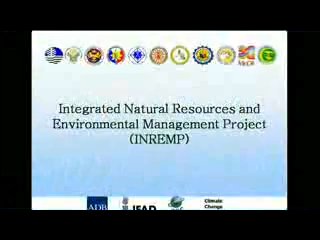 Integrated Natural Resources and
Environmental Management Project
(INREMP)
ADB
IFAD
Climate
Change